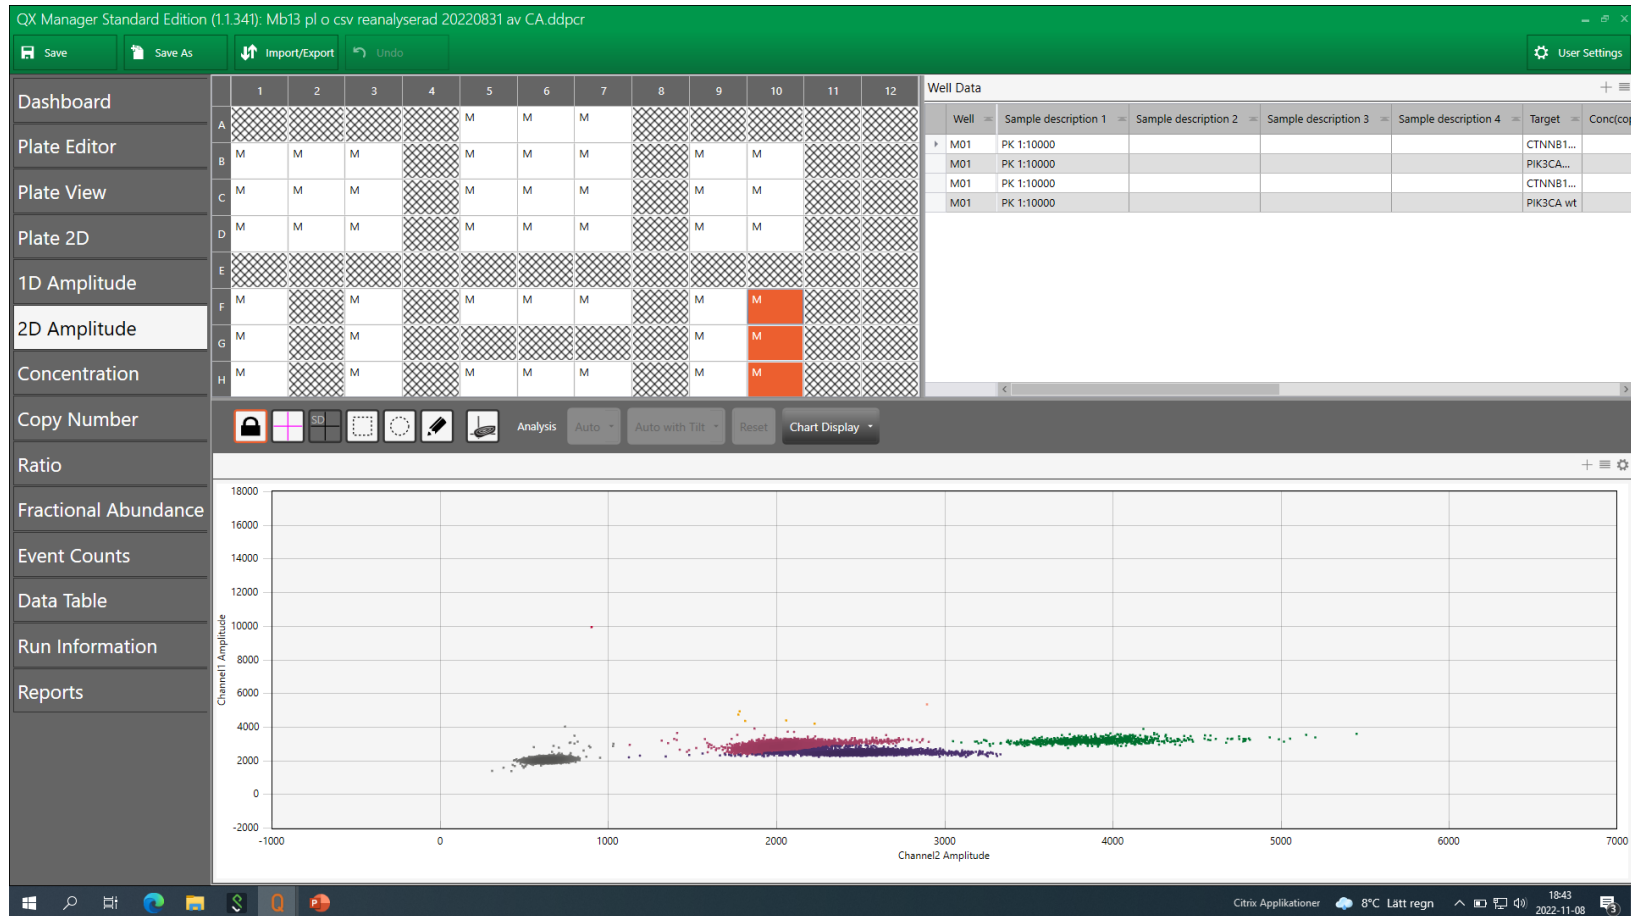 QX Manager Standard Edition (1.1.341): Mb13 pl o csv reanalyserad 20220831 av CA.ddpcr
Save
Save As
Import/Export
Undo
User Settings
Dashboard
Plate Editor
Plate View
Plate 2D
1D Amplitude
2D Amplitude
Concentration
Copy Number
Ratio
Fractional Abundance
Event Counts
Data Table
Run Information
Reports
1 2 3 4 5 6 7 8 9 10 11 12
A M M M
B M M M M M M M M
C M M M M M M M M
D M M M M M M M M
E
F M M M M M M M
G M M M M
H M M M M M M M
Well Data
Well Sample description 1 Sample description 2 Sample description 3 Sample description 4 Target Conc(cop
M01 PK 1:10000 CTNNB1...
M01 PK 1:10000 PIK3CA...
M01 PK 1:10000 CTNNB1...
M01 PK 1:10000 PIK3CA wt
SD
Analysis
Auto
Auto with Tilt
Reset
Chart Display
Channel1 Amplitude
18000
16000
14000
12000
10000
8000
6000
4000
2000
0
-2000
-1000 0 1000 2000 3000 4000 5000 6000 7000
Channel2 Amplitude
Citrix Applikationer
8°C Lätt regn
18:43
2022-11-08
3